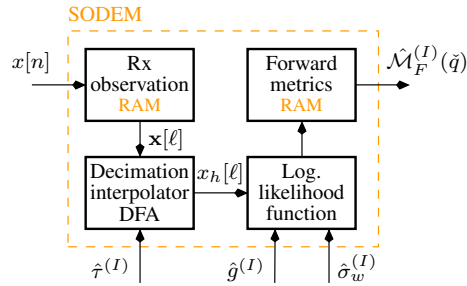 SODEM
x[n]
Rx
observation
RAM
Forward
metrics
RAM
$\hat{\mathcal{M}}_F^{(I)}(\check{q})$
$\mathbf{x}[\ell]$
Decimation
interpolator
DFA
$x_h[\ell]$
Log.
likelihood
function
$\hat{\tau}^{(I)}$
$\hat{g}^{(I)}$
$\hat{\sigma}_w^{(I)}$